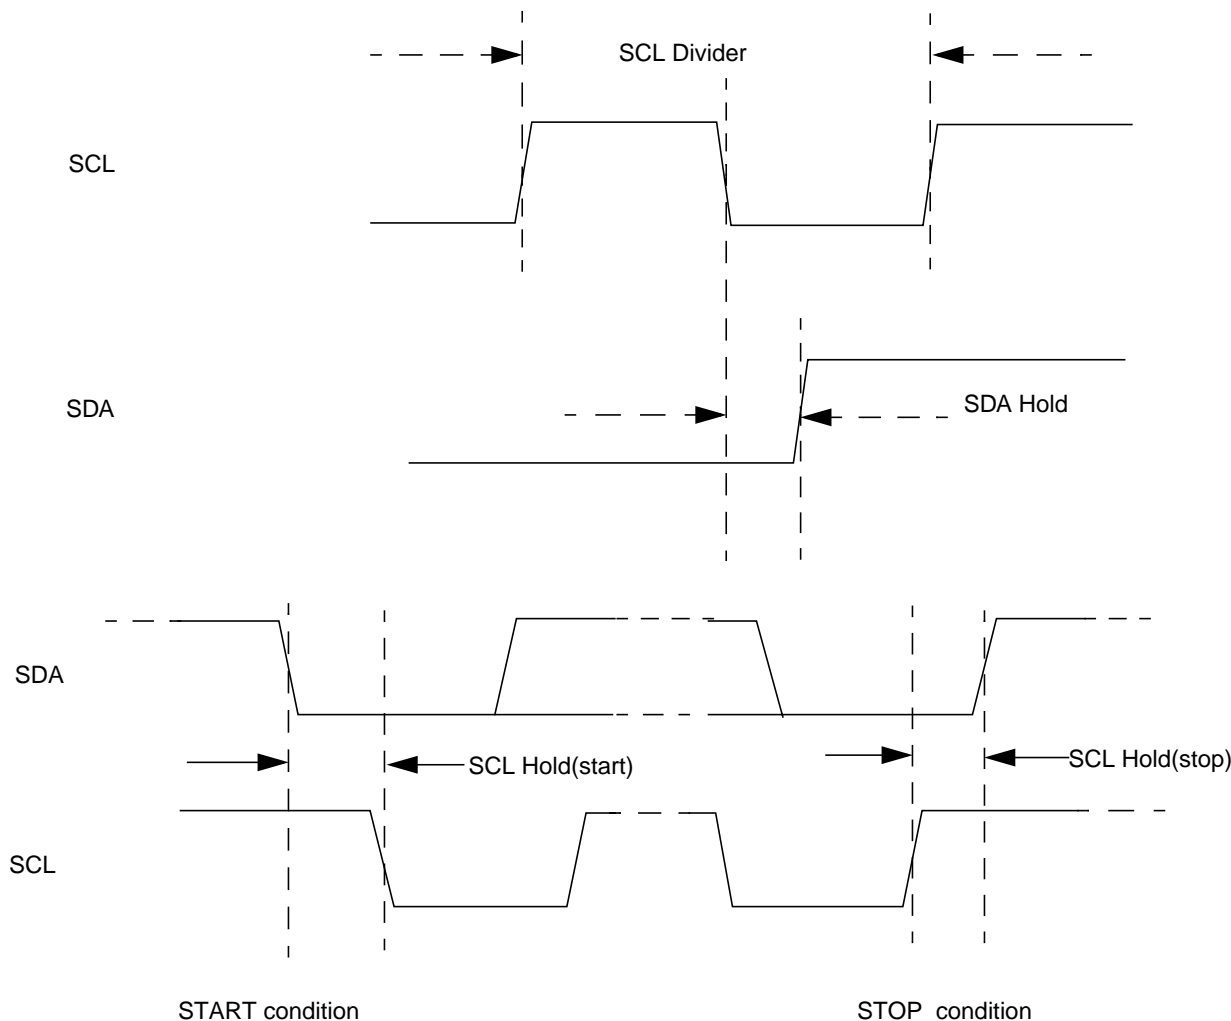 SCL Divider
SCL
SDA
SDA Hold
SDA
SCL Hold(start)
SCL Hold(stop)
SCL
START condition
STOP condition